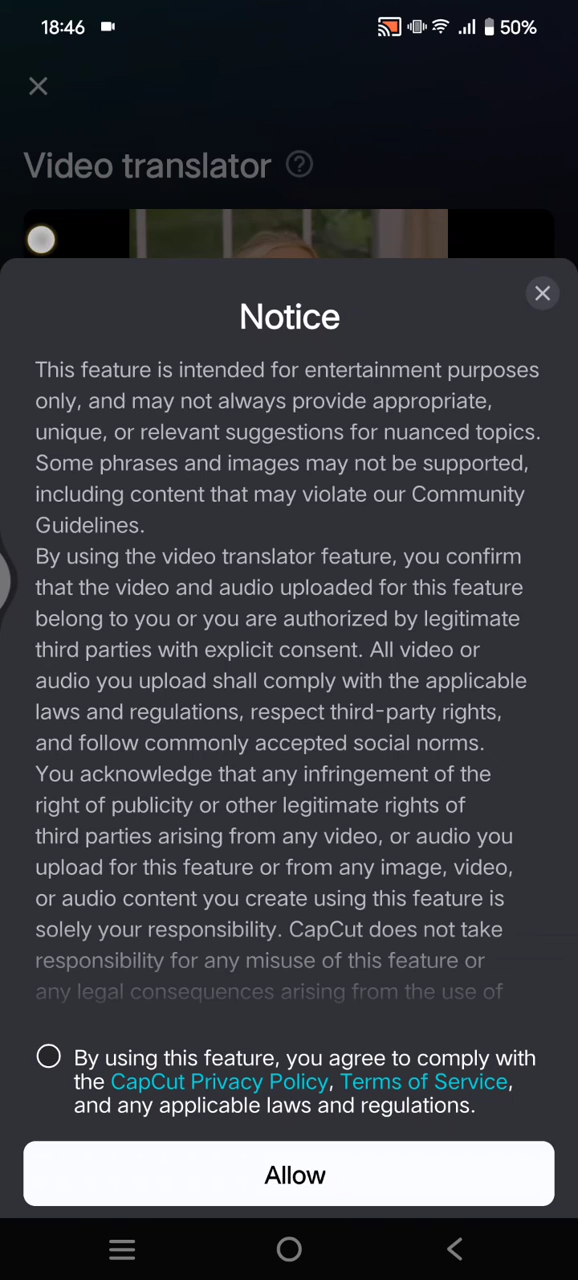 18:46
50%
Video translator ?
Notice
This feature is intended for entertainment purposes
only, and may not always provide appropriate,
unique, or relevant suggestions for nuanced topics.
Some phrases and images may not be supported,
including content that may violate our Community
Guidelines.
By using the video translator feature, you confirm
that the video and audio uploaded for this feature
belong to you or you are authorized by legitimate
third parties with explicit consent. All video or
audio you upload shall comply with the applicable
laws and regulations, respect third-party rights,
and follow commonly accepted social norms.
You acknowledge that any infringement of the
right of publicity or other legitimate rights of
third parties arising from any video, or audio you
upload for this feature or from any image, video,
or audio content you create using this feature is
solely your responsibility. CapCut does not take
responsibility for any misuse of this feature or
any legal consequences arising from the use of
By using this feature, you agree to comply with
the CapCut Privacy Policy, Terms of Service,
and any applicable laws and regulations.
Allow